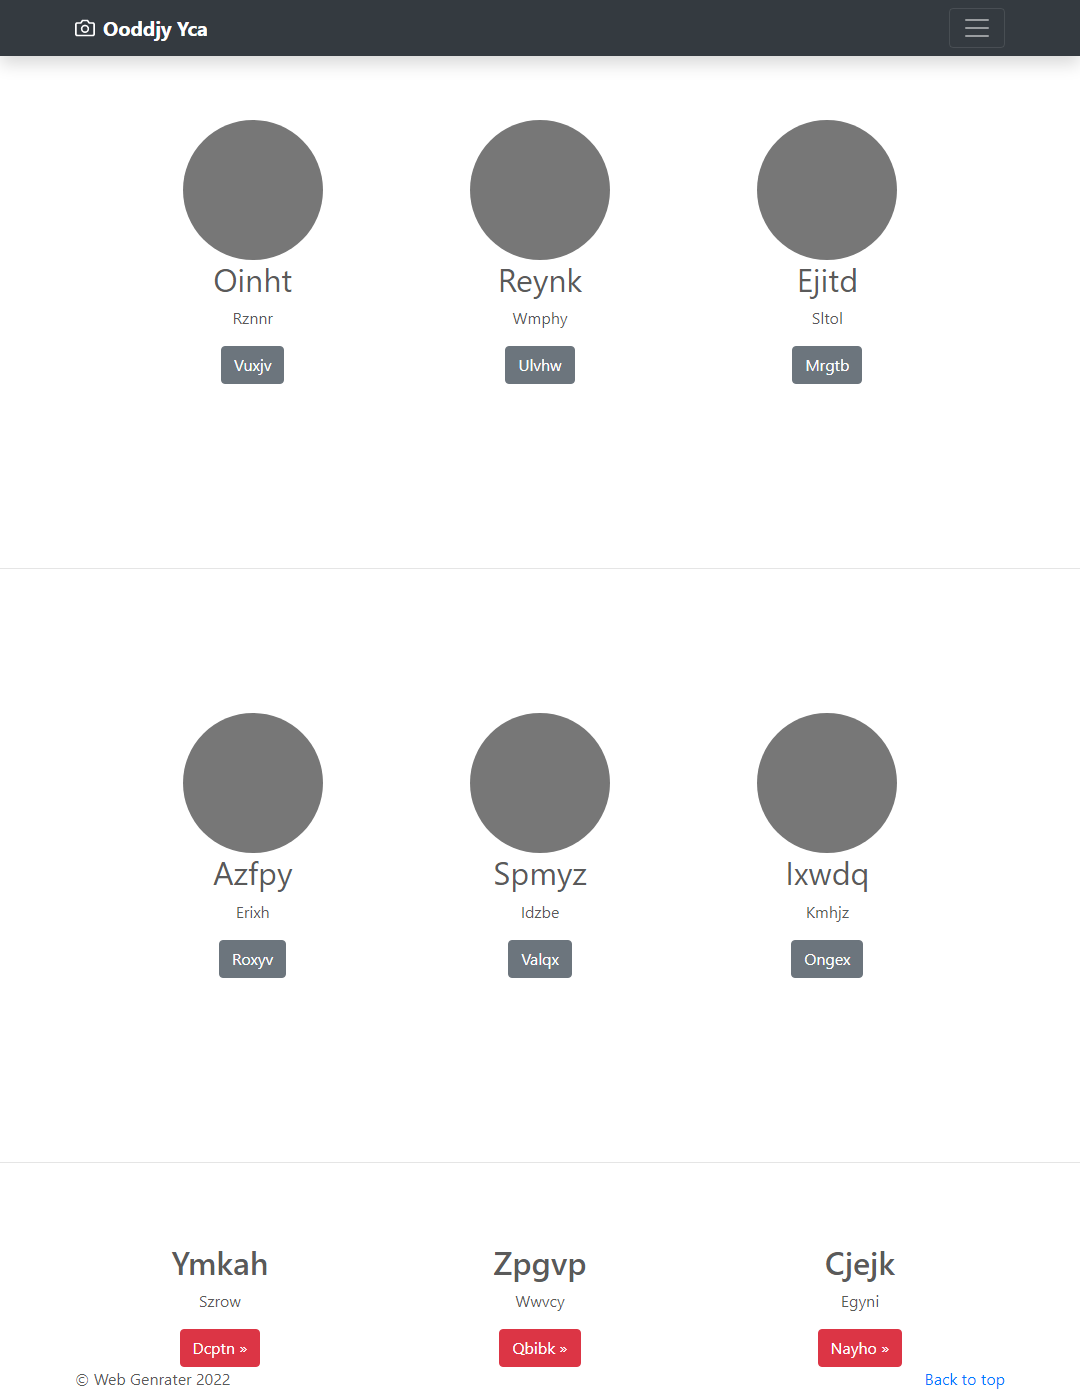 Ooddjy Yca
Oinht
Reynk
Ejitd
Rznnr
Wmphy
Sltol
Vuxjv
Ulvhw
Mrgtb
Azfpy
Spmyz
Ixwdq
Erixh
Idzbe
Kmhjz
Roxyv
Valqx
Ongex
Ymkah
Zpgvp
Cjejk
Szrow
Wwvcy
Egyni
Dcptn »
Qbibk »
Nayho »
© Web Genrater 2022
Back to top